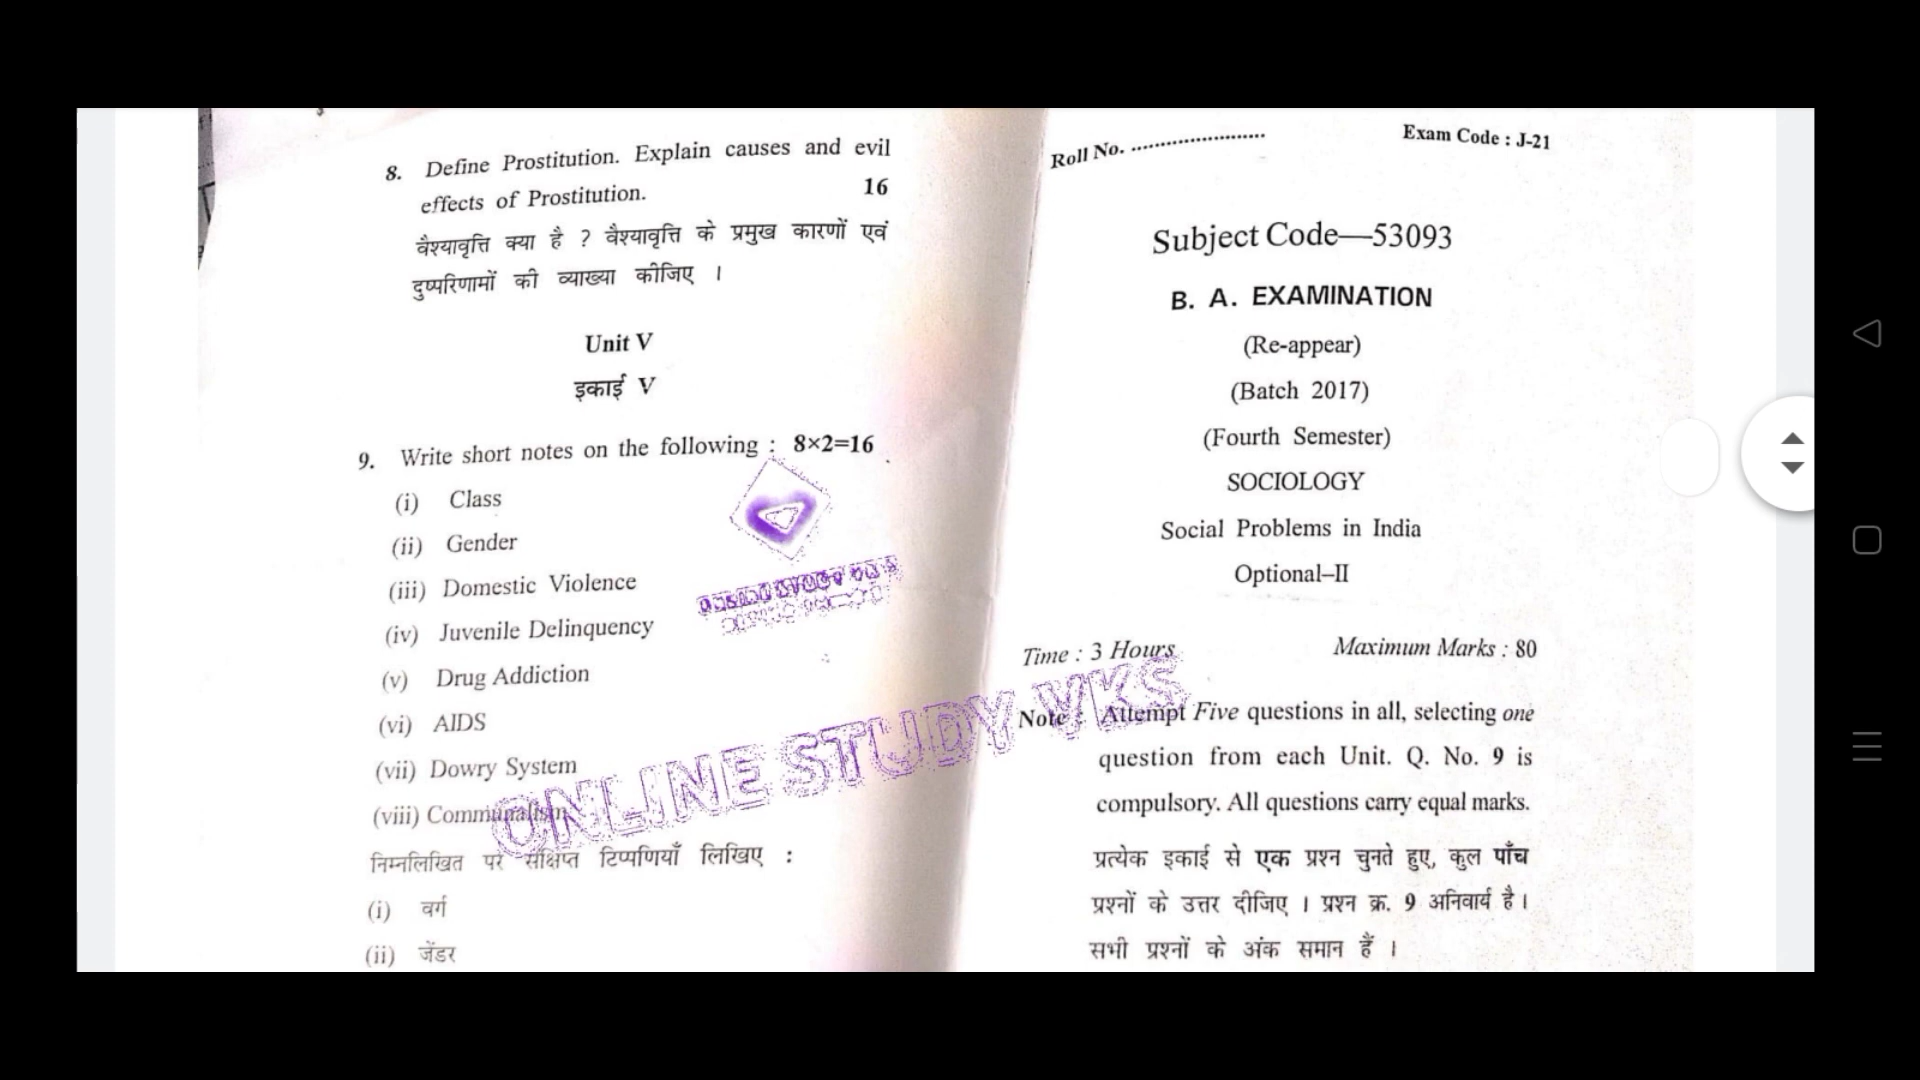 8. Define Prostitution. Explain causes and evil
effects of Prostitution. 16
वैश्यावृत्ति क्या है ? वैश्यावृत्ति के प्रमुख कारणों एवं
दुष्परिणामों की व्याख्या कीजिए ।
Unit V
इकाई V
9. Write short notes on the following : 8×2=16
(i) Class
(ii) Gender
(iii) Domestic Violence
(iv) Juvenile Delinquency
(v) Drug Addiction
(vi) AIDS
(vii) Dowry System
(viii) Communalism
निम्नलिखित पर संक्षिप्त टिप्पणियाँ लिखिए :
(i) वर्ग
(ii) जेंडर
ONLINE STUDY VKS
ONLINE STUDY VKS
Roll No. ......................
Exam Code : J-21
Subject Code—53093
B. A. EXAMINATION
(Re-appear)
(Batch 2017)
(Fourth Semester)
SOCIOLOGY
Social Problems in India
Optional–II
Time : 3 Hours Maximum Marks : 80
Note : Attempt Five questions in all, selecting one
question from each Unit. Q. No. 9 is
compulsory. All questions carry equal marks.
प्रत्येक इकाई से एक प्रश्न चुनते हुए, कुल पाँच
प्रश्नों के उत्तर दीजिए । प्रश्न क्र. 9 अनिवार्य है ।
सभी प्रश्नों के अंक समान हैं ।